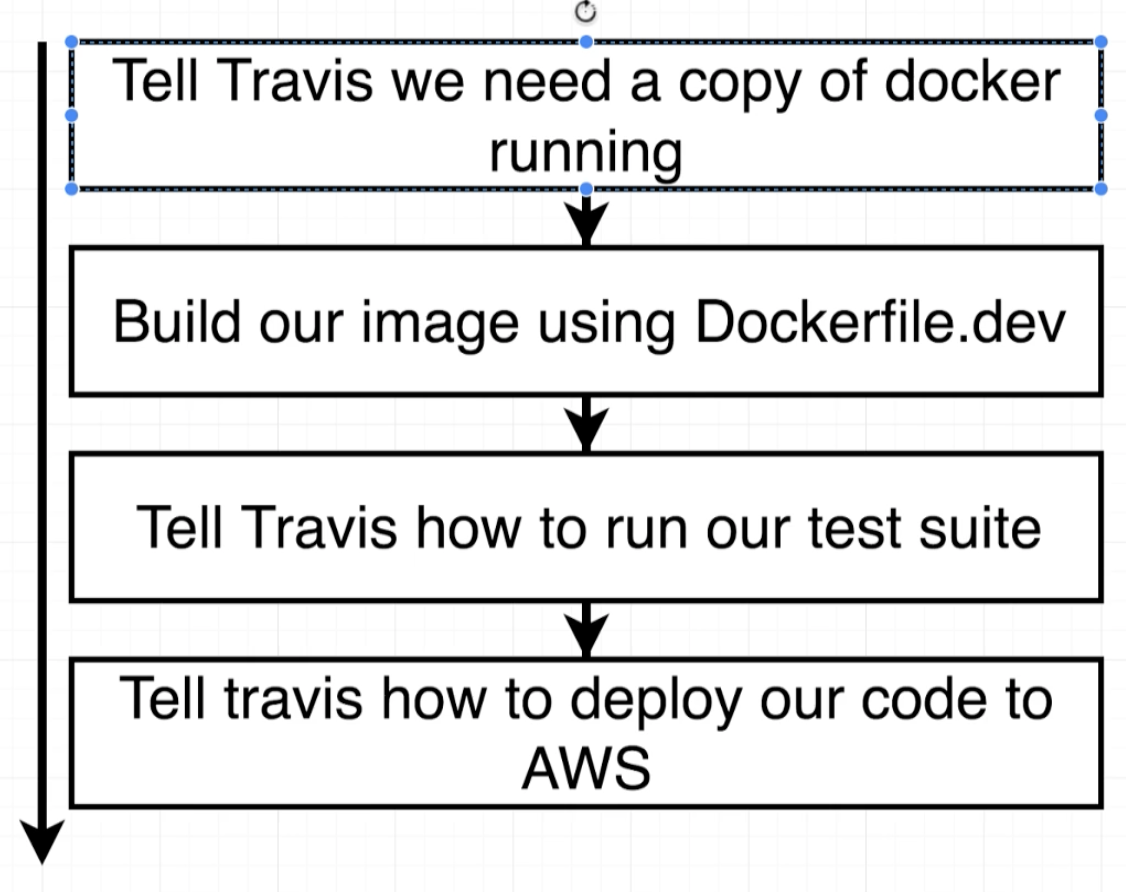 Tell Travis we need a copy of docker
running
Build our image using Dockerfile.dev
Tell Travis how to run our test suite
Tell travis how to deploy our code to
AWS